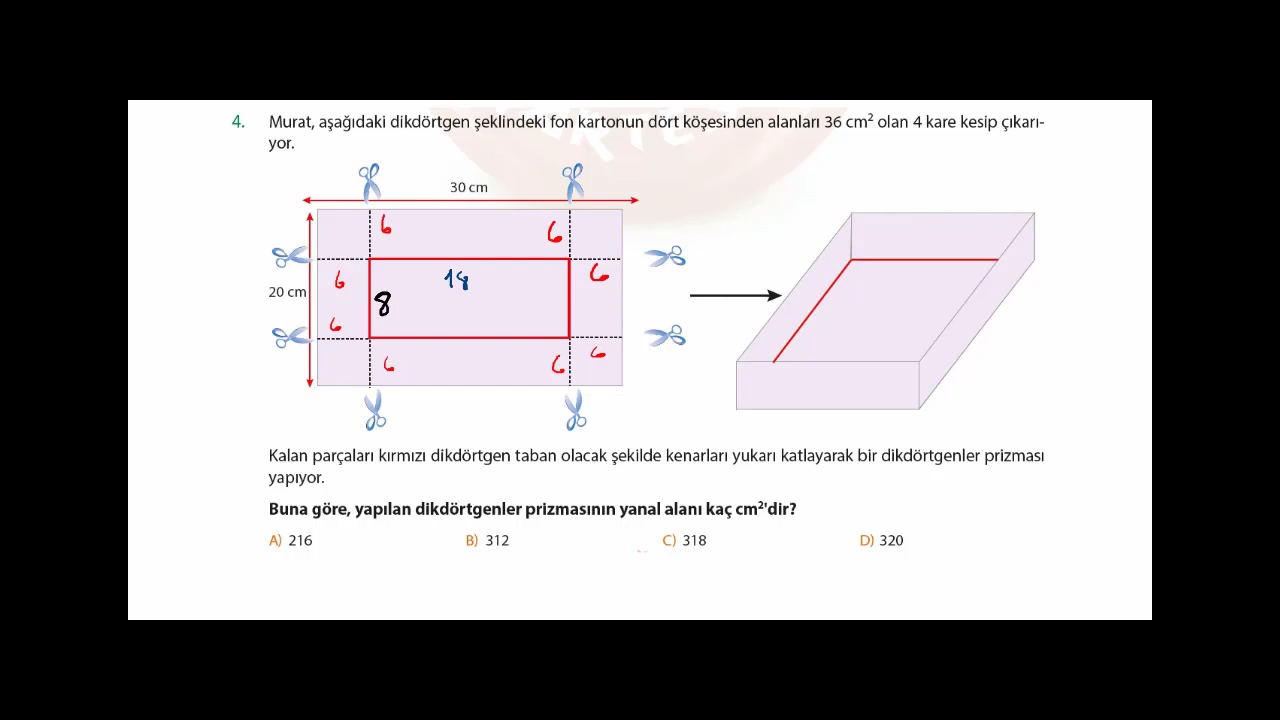 4. Murat, aşağıdaki dikdörtgen şeklindeki fon kartonun dört köşesinden alanları 36 cm² olan 4 kare kesip çıkarı-
yor.
30 cm
6 6
6 18 6
20 cm 8
6 6
6 6
Kalan parçaları kırmızı dikdörtgen taban olacak şekilde kenarları yukarı katlayarak bir dikdörtgenler prizması
yapıyor.
Buna göre, yapılan dikdörtgenler prizmasının yanal alanı kaç cm²'dir?
A) 216 B) 312 C) 318 D) 320